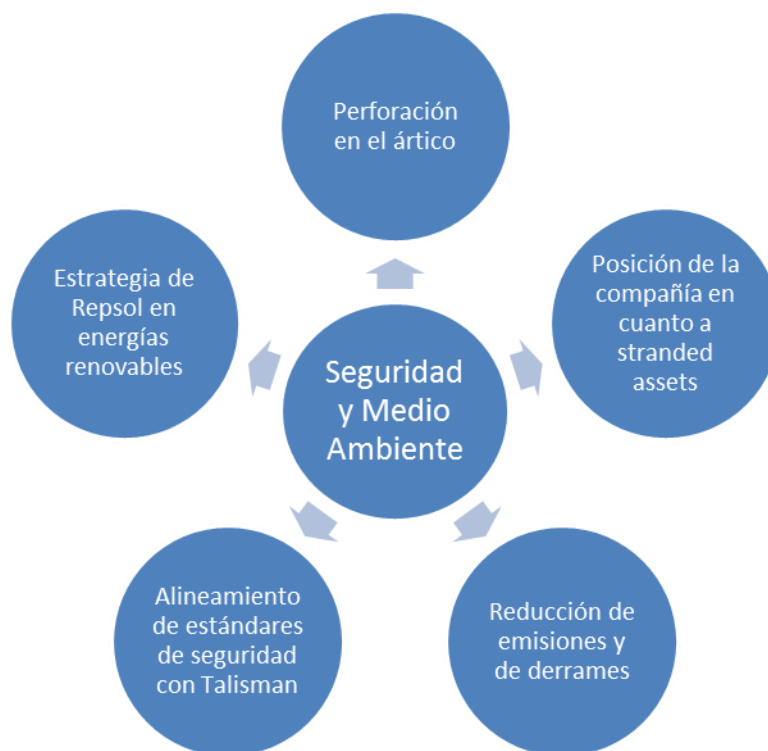 Perforación
en el ártico
Estrategia de
Repsol en
energías
renovables
Posición de la
compañía en
cuanto a
stranded
assets
Seguridad
y Medio
Ambiente
Alineamiento
de estándares
de seguridad
con Talisman
Reducción de
emisiones y
de derrames